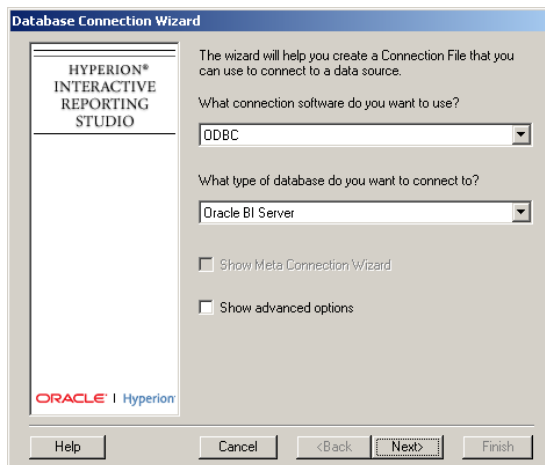 Database Connection Wizard
HYPERION®
INTERACTIVE
REPORTING
STUDIO
ORACLE® | Hyperion
The wizard will help you create a Connection File that you
can use to connect to a data source.
What connection software do you want to use?
ODBC
What type of database do you want to connect to?
Oracle BI Server
Show Meta Connection Wizard
Show advanced options
Help
Cancel
<Back
Next>
Finish